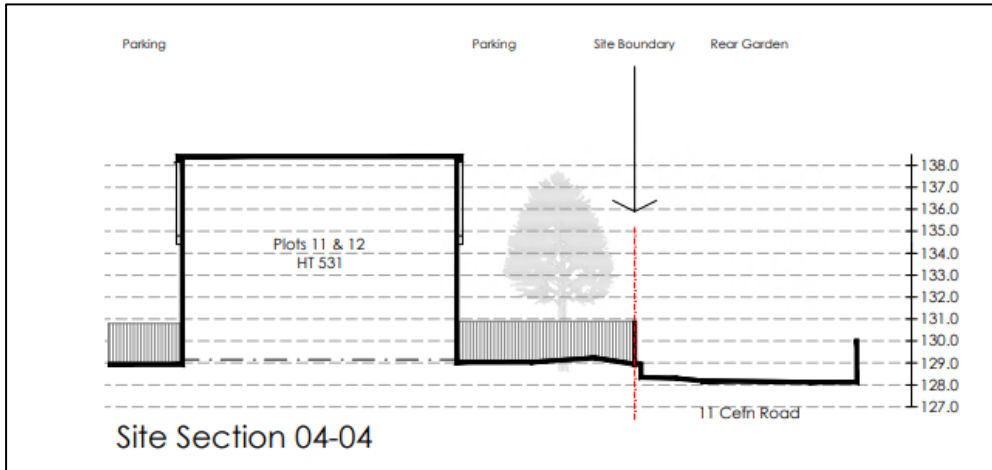 Parking
Parking
Site Boundary
Rear Garden
138.0
137.0
136.0
135.0
Plots 11 & 12
HT 531
134.0
133.0
132.0
131.0
130.0
129.0
128.0
127.0
11 Cefn Road
Site Section 04-04